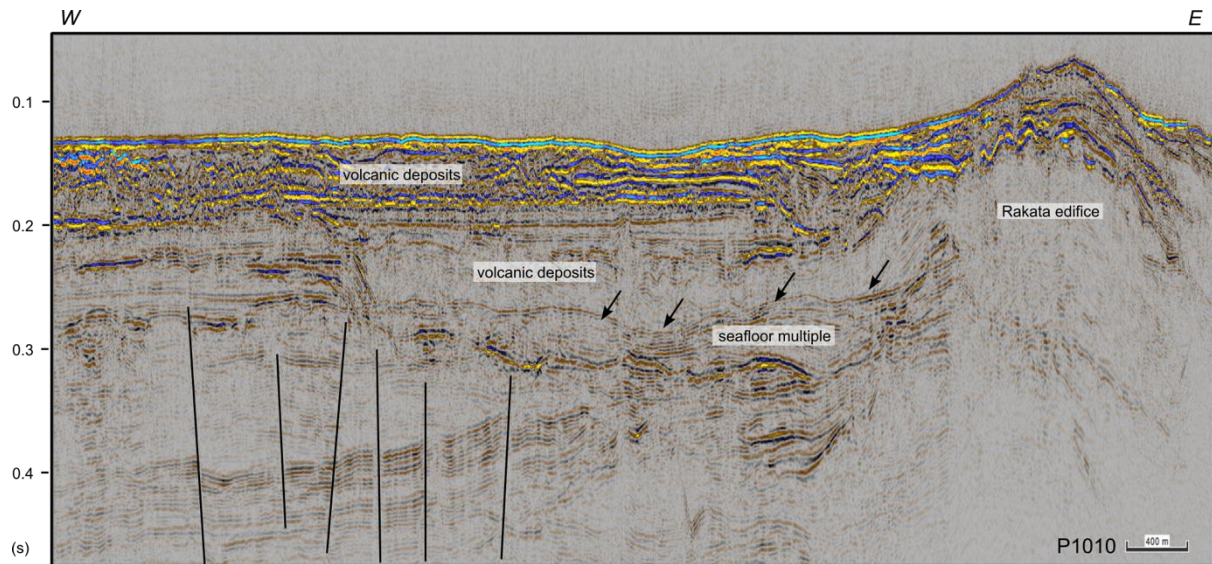 W
E
0.1
volcanic deposits
0.2
Rakata edifice
volcanic deposits
0.3
seafloor multiple
0.4
(s)
P1010
400 m